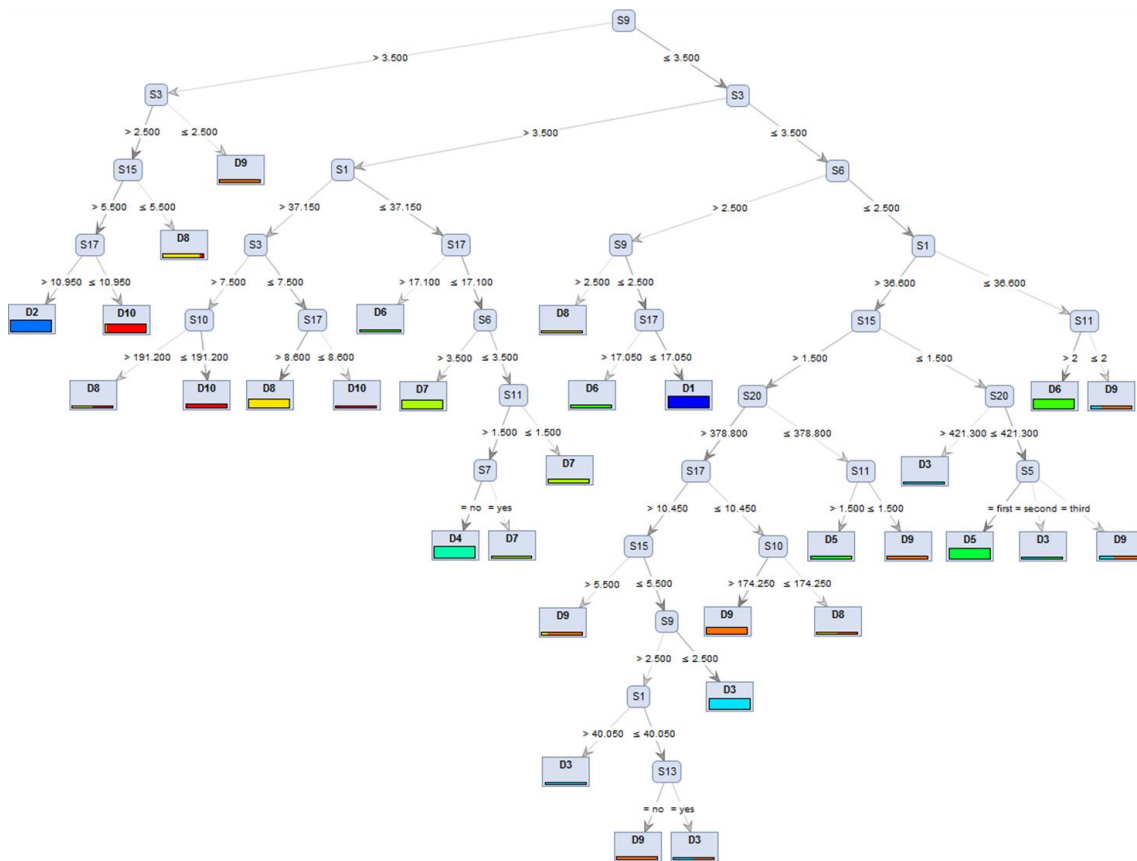 S9
> 3.500 ≤ 3.500
S3 S3
> 2.500 ≤ 2.500 > 3.500 ≤ 3.500
S15 D9 S1 S6
> 5.500 ≤ 5.500 > 37.150 ≤ 37.150 > 2.500 ≤ 2.500
S17 D8 S3 S17 S9 S1
> 10.950 ≤ 10.950 > 7.500 ≤ 7.500 > 17.100 ≤ 17.100 > 2.500 ≤ 2.500 > 36.600 ≤ 36.600
D2 D10 S10 S17 D6 S6 D8 S17 S15 S11
> 191.200 ≤ 191.200 > 8.600 ≤ 8.600 > 3.500 ≤ 3.500 > 17.050 ≤ 17.050 > 1.500 ≤ 1.500 > 2 ≤ 2
D8 D10 D8 D10 D7 S11 D6 D1 S20 S20 D6 D9
> 1.500 ≤ 1.500 > 378.800 ≤ 378.800 > 421.300 ≤ 421.300
S7 D7 S17 S11 D3 S5
= no = yes > 10.450 ≤ 10.450 > 1.500 ≤ 1.500 = first = second = third
D4 D7 S15 S10 D5 D9 D5 D3 D9
> 5.500 ≤ 5.500 > 174.250 ≤ 174.250
D9 S9 D9 D8
> 2.500 ≤ 2.500
S1 D3
> 40.050 ≤ 40.050
D3 S13
= no = yes
D9 D3